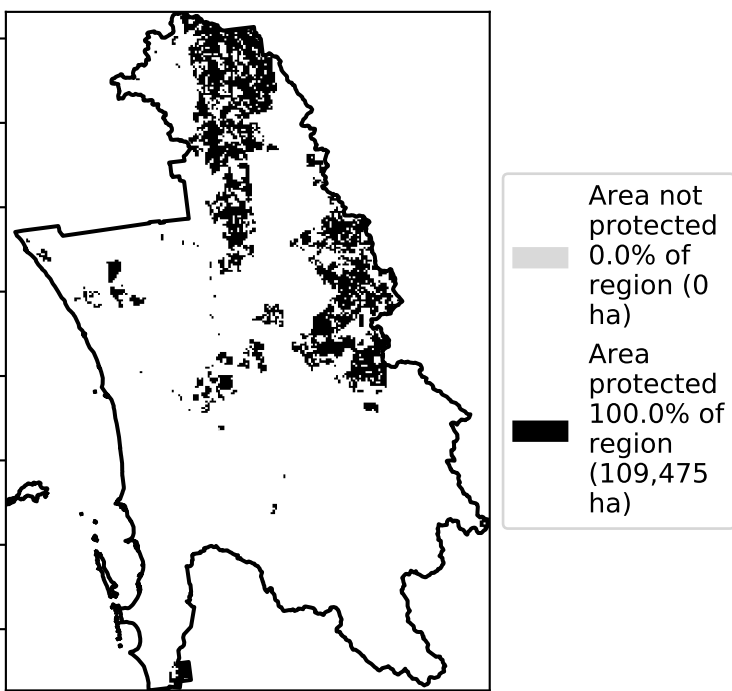 Area not
protected
0.0% of
region (0
ha)
Area
protected
100.0% of
region
(109,475
ha)